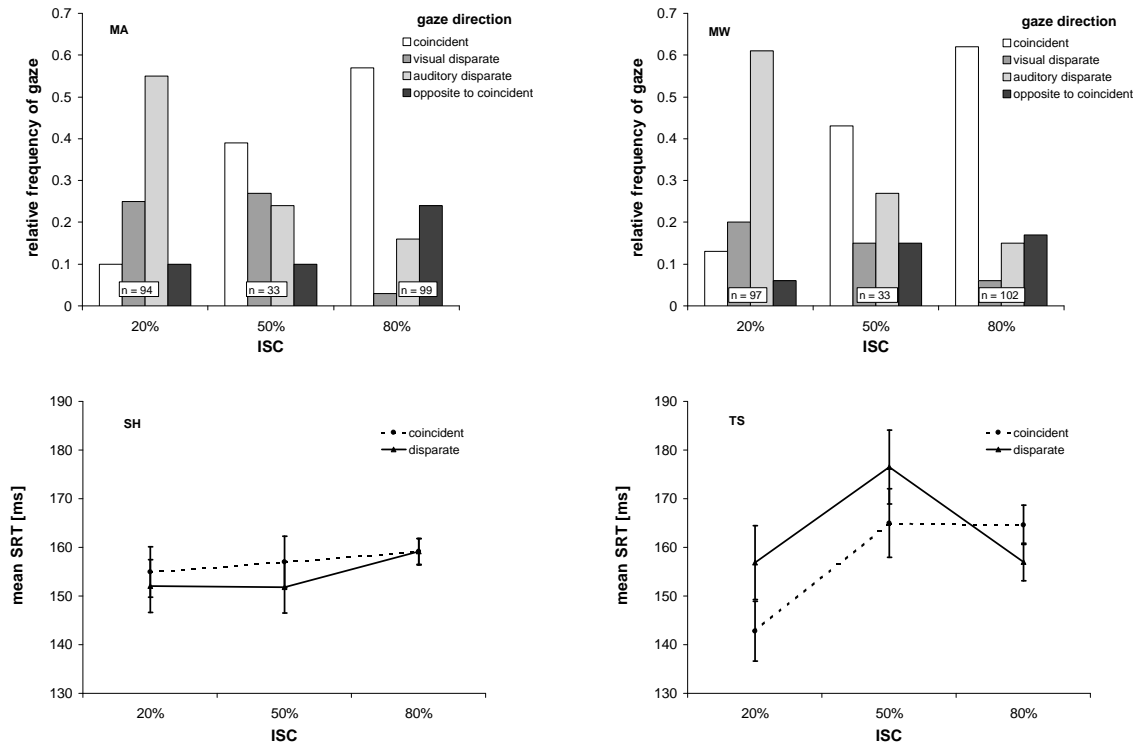 MA
gaze direction
coincident
visual disparate
auditory disparate
opposite to coincident
relative frequency of gaze
0.7
0.6
0.5
0.4
0.3
0.2
0.1
0
n = 94
n = 33
n = 99
20%
50%
80%
ISC
MW
gaze direction
coincident
visual disparate
auditory disparate
opposite to coincident
relative frequency of gaze
0.7
0.6
0.5
0.4
0.3
0.2
0.1
0
n = 97
n = 33
n = 102
20%
50%
80%
ISC
SH
coincident
disparate
mean SRT [ms]
190
180
170
160
150
140
130
20%
50%
80%
ISC
TS
coincident
disparate
mean SRT [ms]
190
180
170
160
150
140
130
20%
50%
80%
ISC